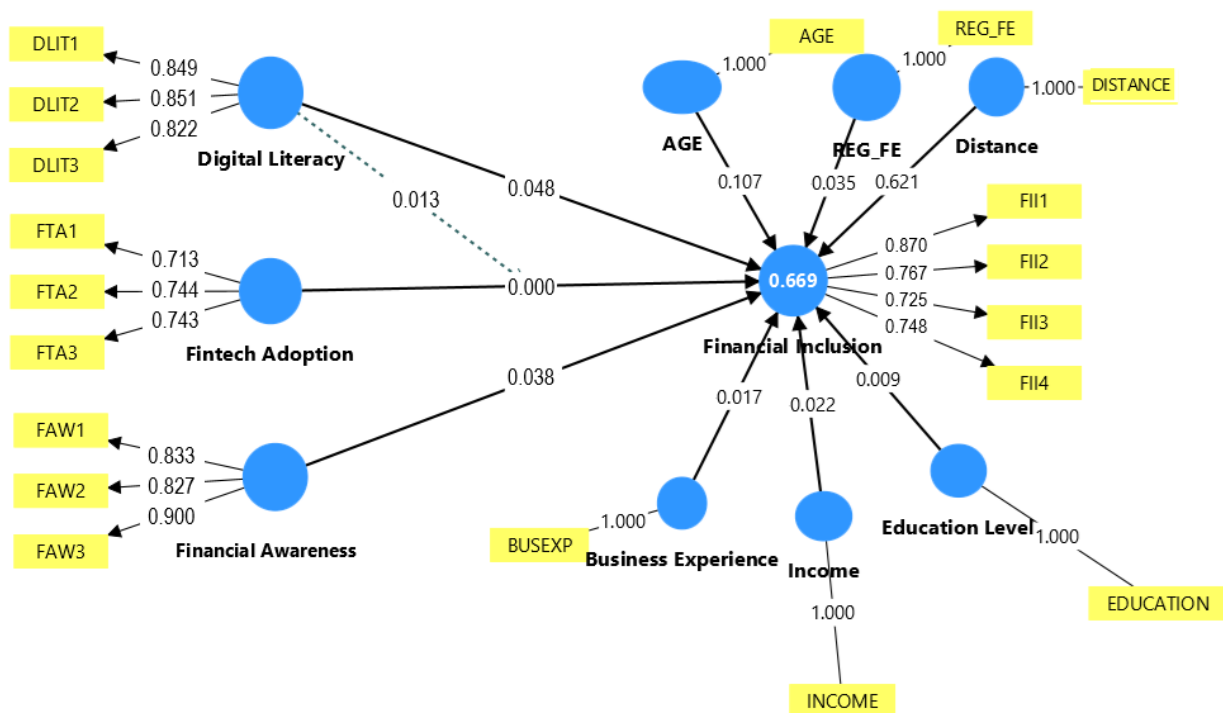 DLIT1
0.849
DLIT2
0.851
0.822
DLIT3
Digital Literacy
FTA1
0.713
FTA2
0.744
0.743
FTA3
Fintech Adoption
FAW1
0.833
FAW2
0.827
0.900
FAW3
Financial Awareness
0.048
0.013
0.000
0.038
AGE
1.000
AGE
0.107
REG_FE
1.000
REG_FE
0.035
DISTANCE
1.000
Distance
0.621
0.669
Financial Inclusion
FII1
0.870
FII2
0.767
0.725
FII3
0.748
FII4
0.017
0.022
0.009
BUSEXP
1.000
Business Experience
Income
1.000
INCOME
Education Level
1.000
EDUCATION